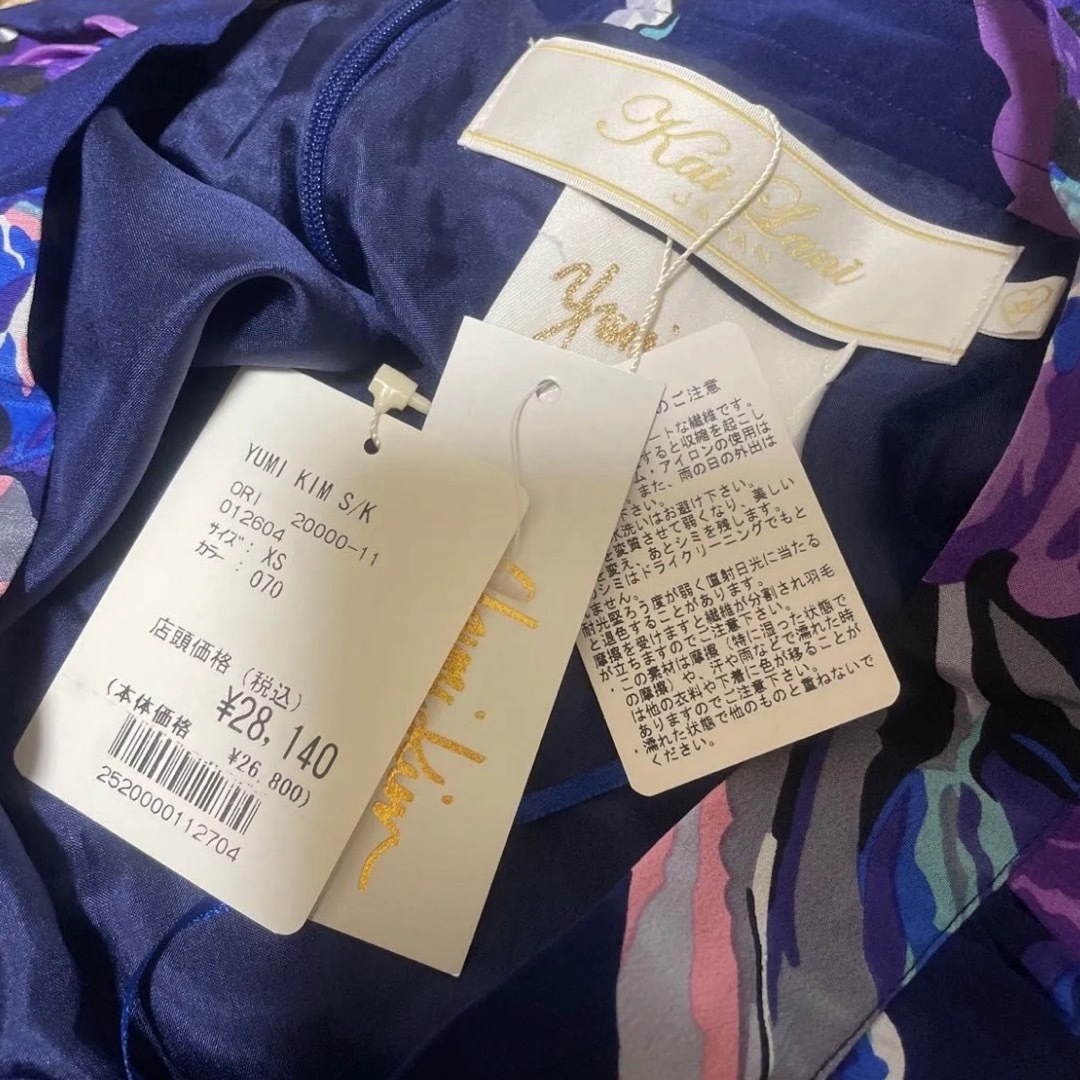 Kai Lani
JAPAN
Yumi
YUMI KIM S/K
ORI 20000-11
012604
サイズ: XS
カラー: 070
店頭価格 (税込)
¥28,140
(本体価格 ¥26,800)
2520000112704
Yumi Kim
のご注意
ートな繊維です。
すると収縮を起こし
ム・アイロンの使用は
また、雨の日の外出は
さい。
水洗いはお避け下さい。
を変質させて弱くなり、美しい
を変え、あとシミを残します。
シミはドライクリーニングでもと
ません。
耐光堅ろう度が弱く直射日光に当たる
と退色することがあります。
摩擦を受けますと繊維が分割され羽毛
が立ちますのでご注意下さい。
・この素材は摩擦(特に湿った状態で
の摩擦)や、汗や雨などで濡れた時
は他の衣料や下着に色が移ることが
ありますのでご注意下さい。
・濡れた状態で他のものと重ねないで
ください。